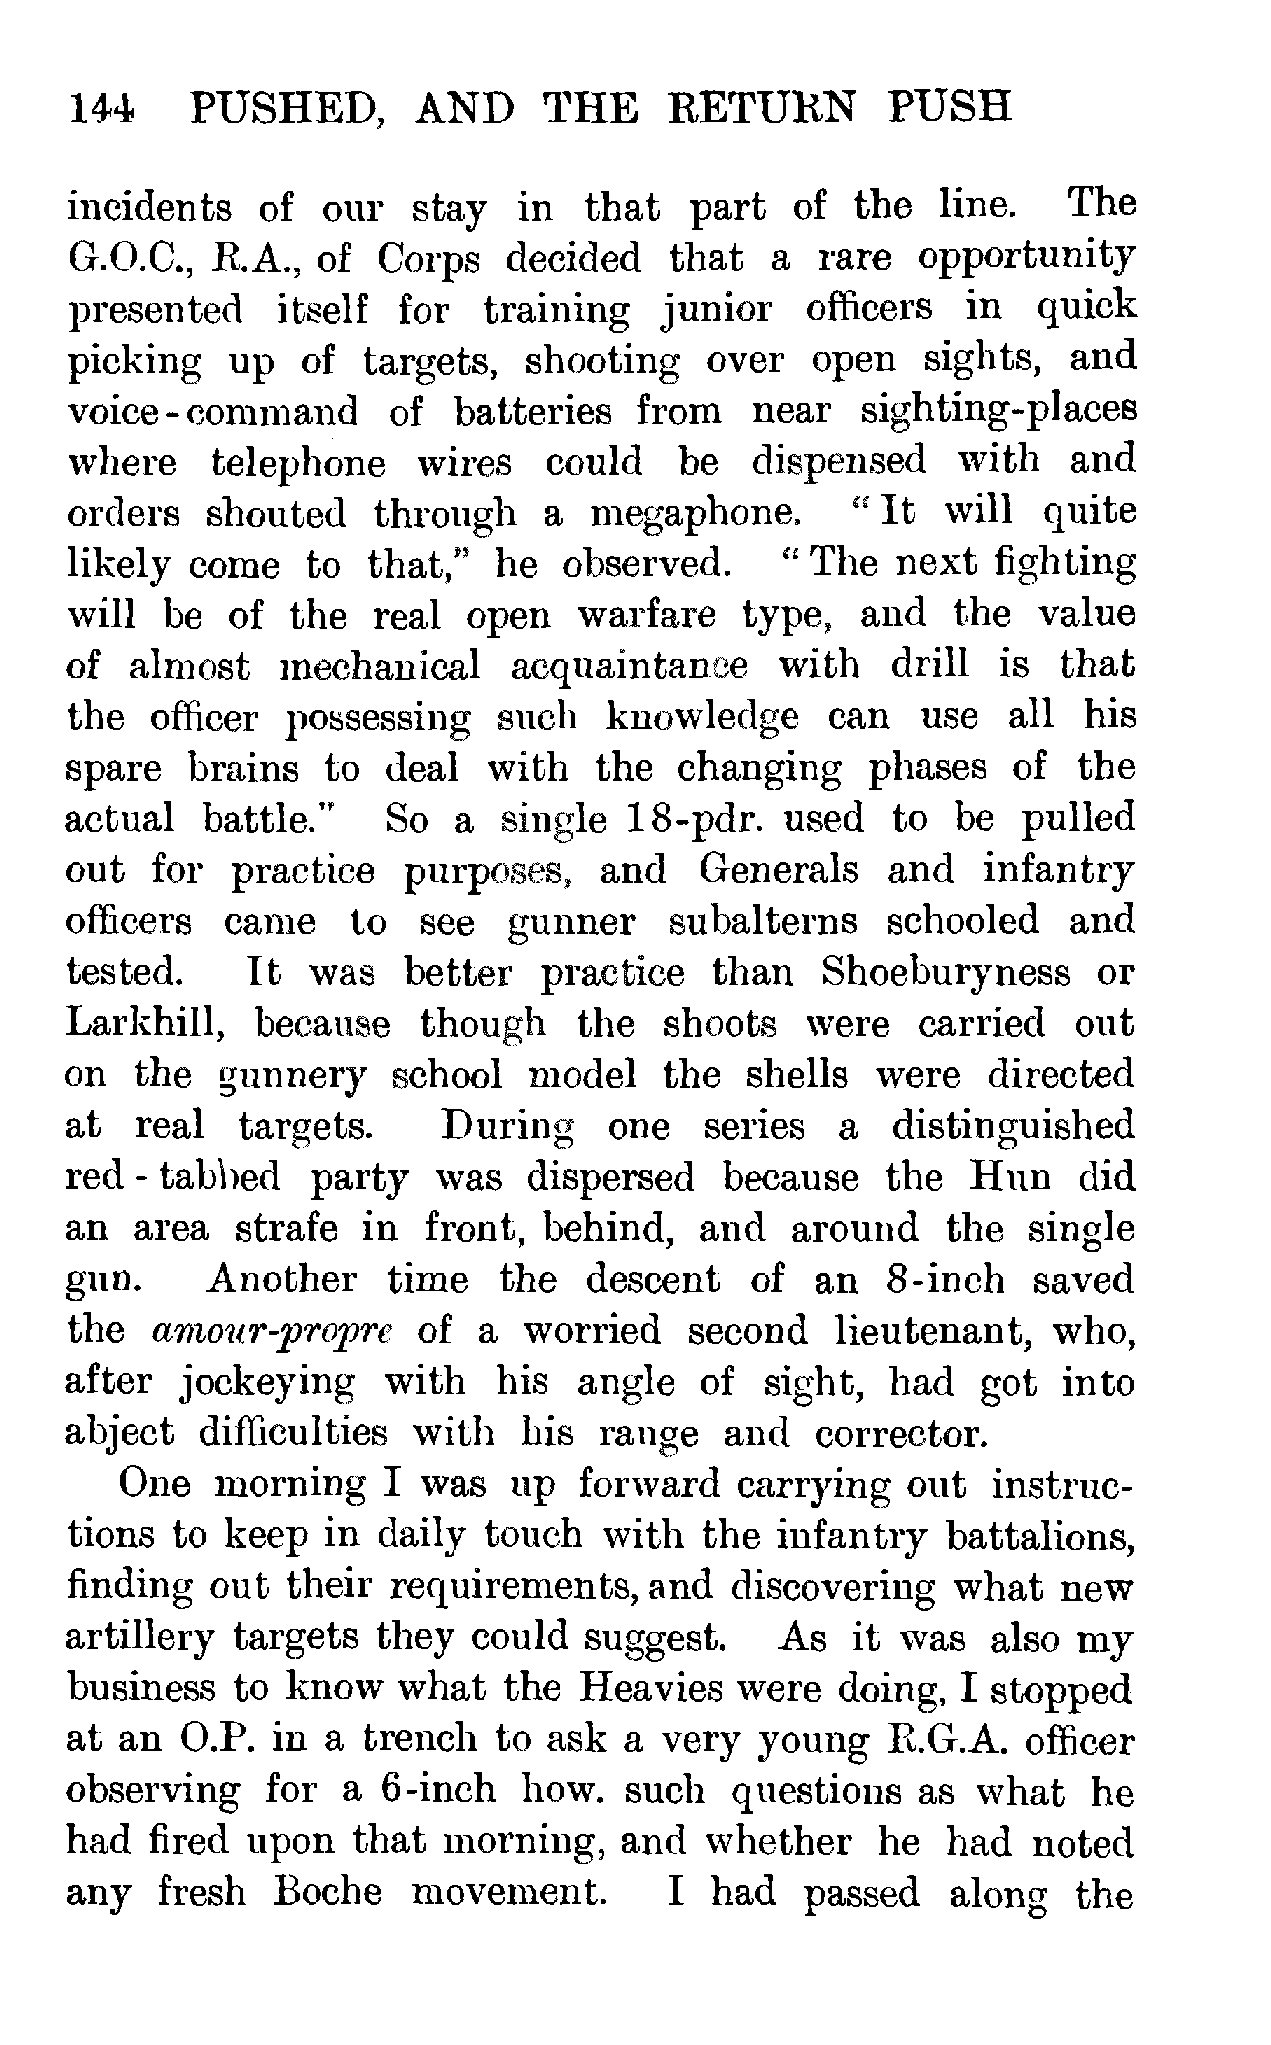 144 PUSHED, AND THE RETURN PUSH
incidents of our stay in that part of the line. The
G.O.C., R.A., of Corps decided that a rare opportunity
presented itself for training junior officers in quick
picking up of targets, shooting over open sights, and
voice-command of batteries from near sighting-places
where telephone wires could be dispensed with and
orders shouted through a megaphone. "It will quite
likely come to that," he observed. "The next fighting
will be of the real open warfare type, and the value
of almost mechanical acquaintance with drill is that
the officer possessing such knowledge can use all his
spare brains to deal with the changing phases of the
actual battle." So a single 18-pdr. used to be pulled
out for practice purposes, and Generals and infantry
officers came to see gunner subalterns schooled and
tested. It was better practice than Shoeburyness or
Larkhill, because though the shoots were carried out
on the gunnery school model the shells were directed
at real targets. During one series a distinguished
red-tabbed party was dispersed because the Hun did
an area strafe in front, behind, and around the single
gun. Another time the descent of an 8-inch saved
the amour-propre of a worried second lieutenant, who,
after jockeying with his angle of sight, had got into
abject difficulties with his range and corrector.
One morning I was up forward carrying out instruc-
tions to keep in daily touch with the infantry battalions,
finding out their requirements, and discovering what new
artillery targets they could suggest. As it was also my
business to know what the Heavies were doing, I stopped
at an O.P. in a trench to ask a very young R.G.A. officer
observing for a 6-inch how. such questions as what he
had fired upon that morning, and whether he had noted
any fresh Boche movement. I had passed along the